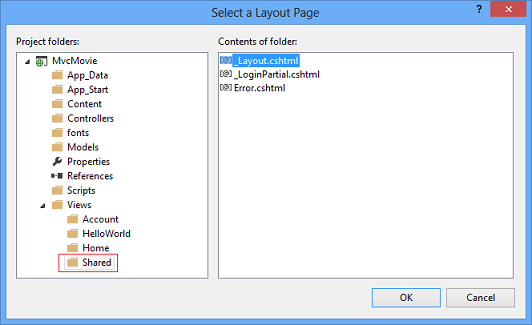 Select a Layout Page
?
Project folders:
MvcMovie
App_Data
App_Start
Content
Controllers
fonts
Models
Properties
References
Scripts
Views
Account
HelloWorld
Home
Shared
Contents of folder:
[@] _Layout.cshtml
[@] _LoginPartial.cshtml
[@] Error.cshtml
OK
Cancel